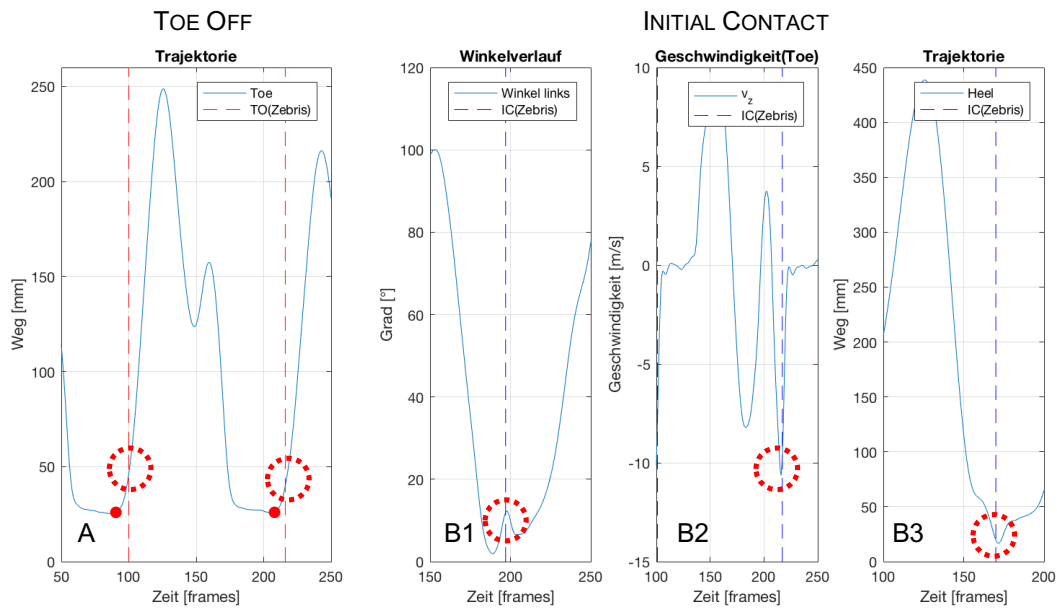 TOE OFF
INITIAL CONTACT
Trajektorie
Toe
TO(Zebris)
250
200
150
100
50
0
Weg [mm]
A
50 100 150 200 250
Zeit [frames]
Winkelverlauf
Winkel links
IC(Zebris)
120
100
80
60
40
20
0
Grad [°]
B1
150 200 250
Zeit [frames]
Geschwindigkeit(Toe)
v_z
IC(Zebris)
10
5
0
-5
-10
-15
Geschwindigkeit [m/s]
B2
100 150 200 250
Zeit [frames]
Trajektorie
Heel
IC(Zebris)
450
400
350
300
250
200
150
100
50
0
Weg [mm]
B3
100 150 200
Zeit [frames]